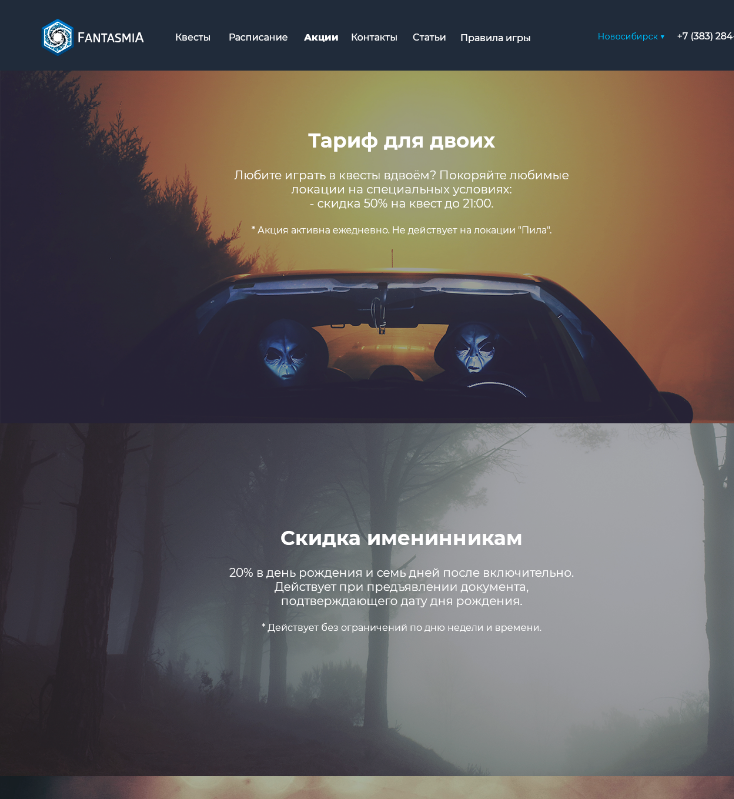 FANTASMIA
Квесты Расписание Акции Контакты Статьи Правила игры
Новосибирск ▼ +7 (383) 284-
Тариф для двоих
Любите играть в квесты вдвоём? Покоряйте любимые
локации на специальных условиях:
- скидка 50% на квест до 21:00.
* Акция активна ежедневно. Не действует на локации "Пила".
Скидка именинникам
20% в день рождения и семь дней после включительно.
Действует при предъявлении документа,
подтверждающего дату дня рождения.
* Действует без ограничений по дню недели и времени.